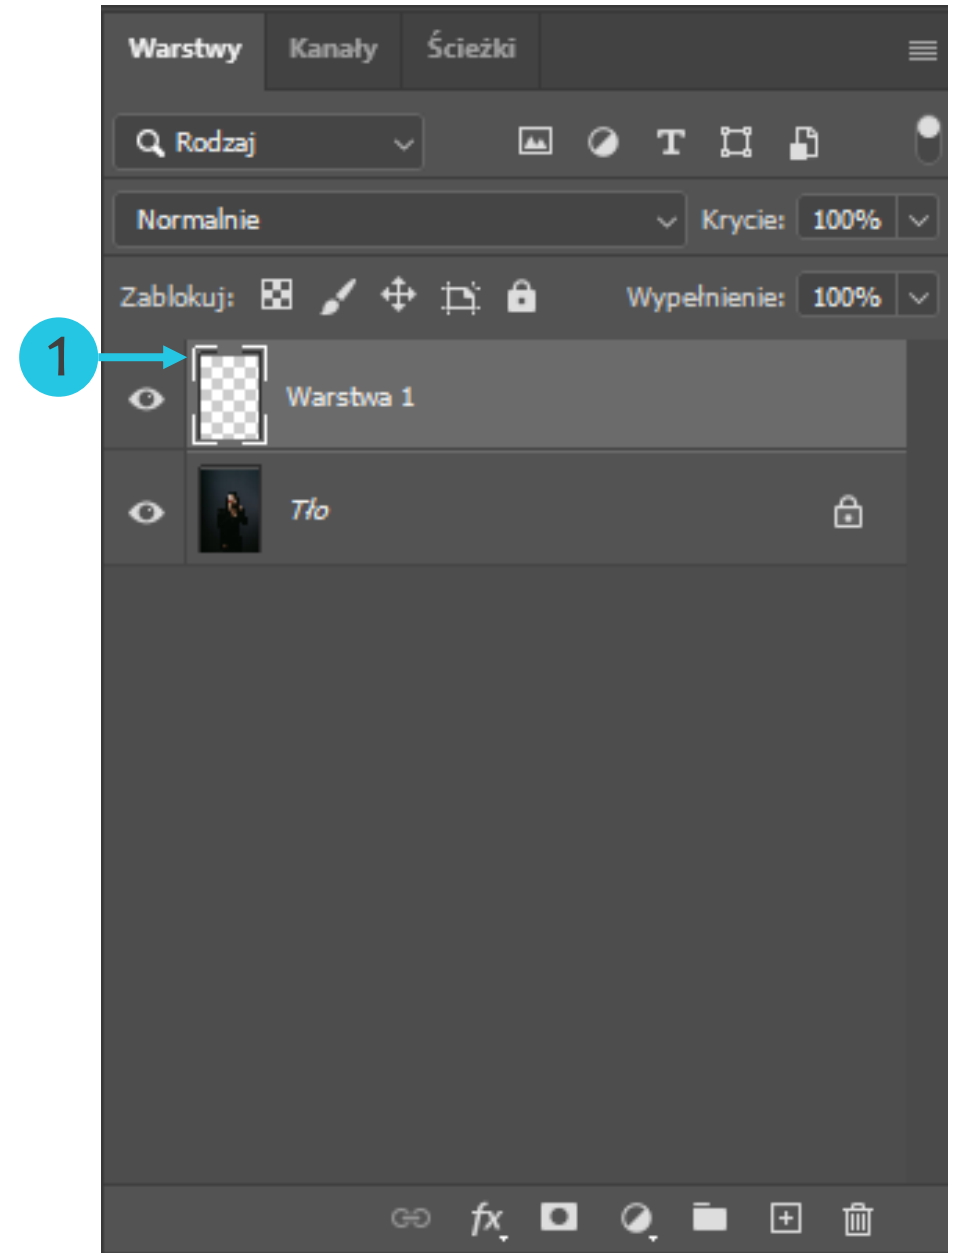 Warstwy Kanały Ścieżki
Rodzaj T
Normalnie Krycie: 100%
Zablokuj: Wypełnienie: 100%
1
Warstwa 1
Tło
fx